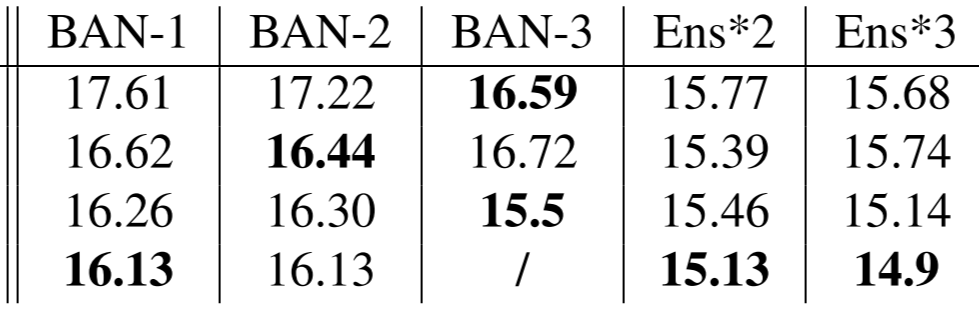 BAN-1 BAN-2 BAN-3 Ens*2 Ens*3
17.61 17.22 16.59 15.77 15.68
16.62 16.44 16.72 15.39 15.74
16.26 16.30 15.5 15.46 15.14
16.13 16.13 / 15.13 14.9